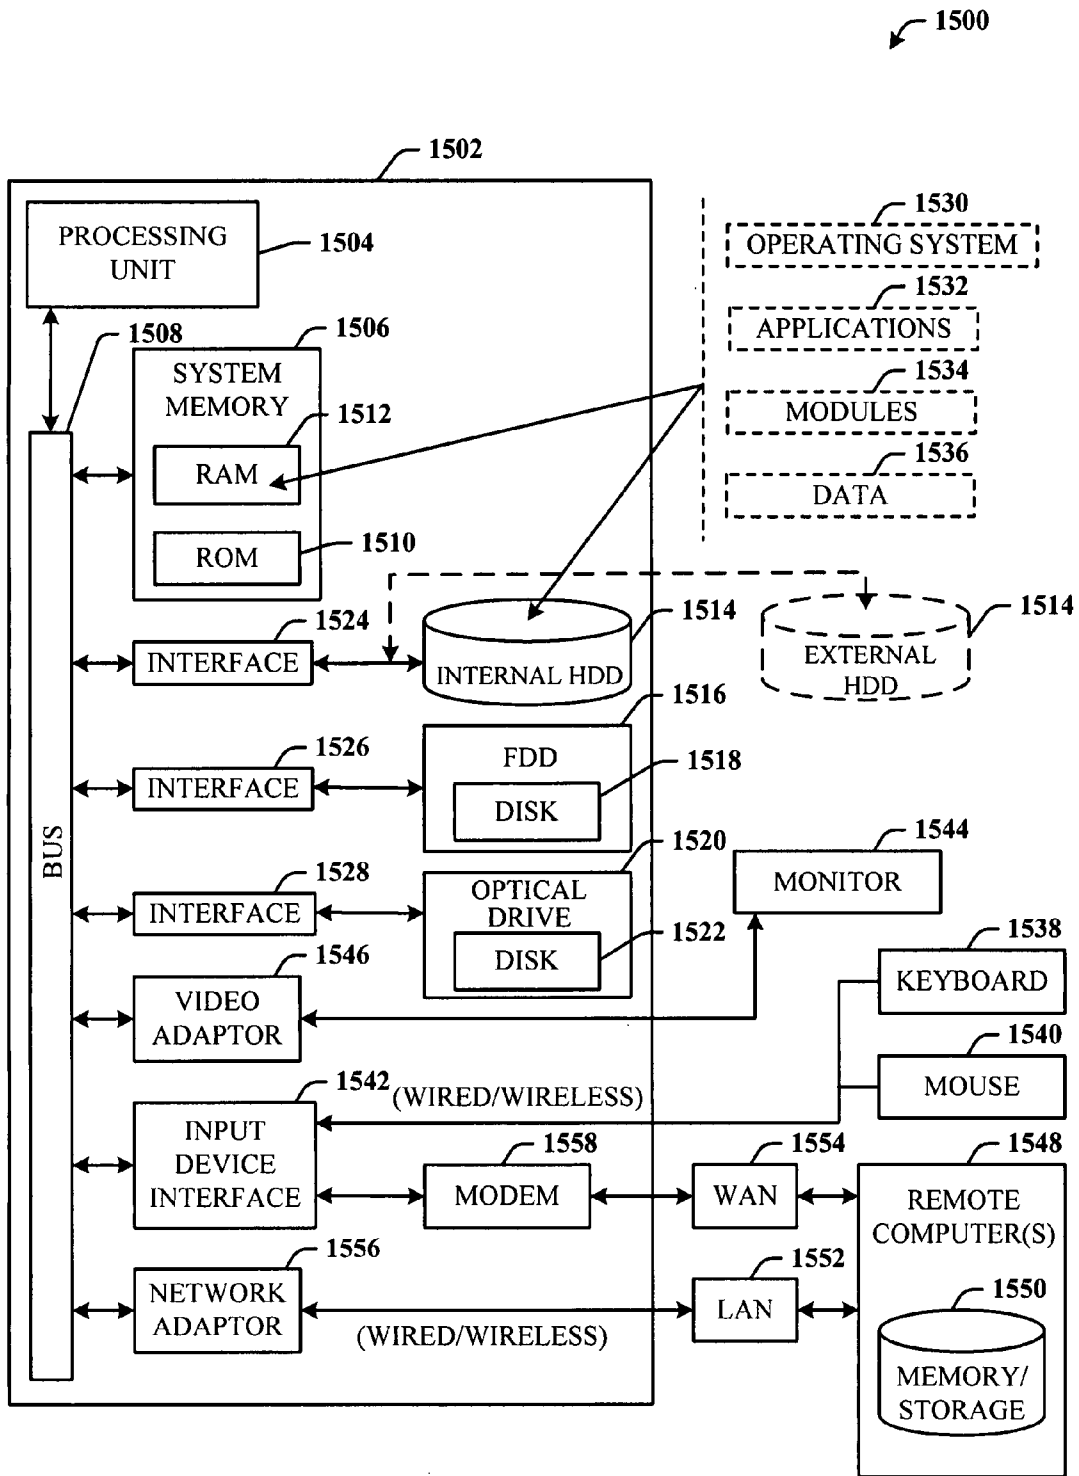 1500
1502
PROCESSING
UNIT
1504
1530
OPERATING SYSTEM
1508
1506
1532
APPLICATIONS
SYSTEM
MEMORY
1512
RAM
1534
MODULES
1536
DATA
ROM
1510
1524
INTERFACE
INTERNAL HDD
1514
EXTERNAL
HDD
1514
1516
FDD
1526
INTERFACE
DISK
1518
BUS
1520
1544
MONITOR
1528
INTERFACE
OPTICAL
DRIVE
DISK
1522
1538
KEYBOARD
1546
VIDEO
ADAPTOR
1540
MOUSE
1542
(WIRED/WIRELESS)
INPUT
DEVICE
INTERFACE
1558
MODEM
1554
WAN
1548
REMOTE
COMPUTER(S)
1556
NETWORK
ADAPTOR
(WIRED/WIRELESS)
1552
LAN
1550
MEMORY/
STORAGE